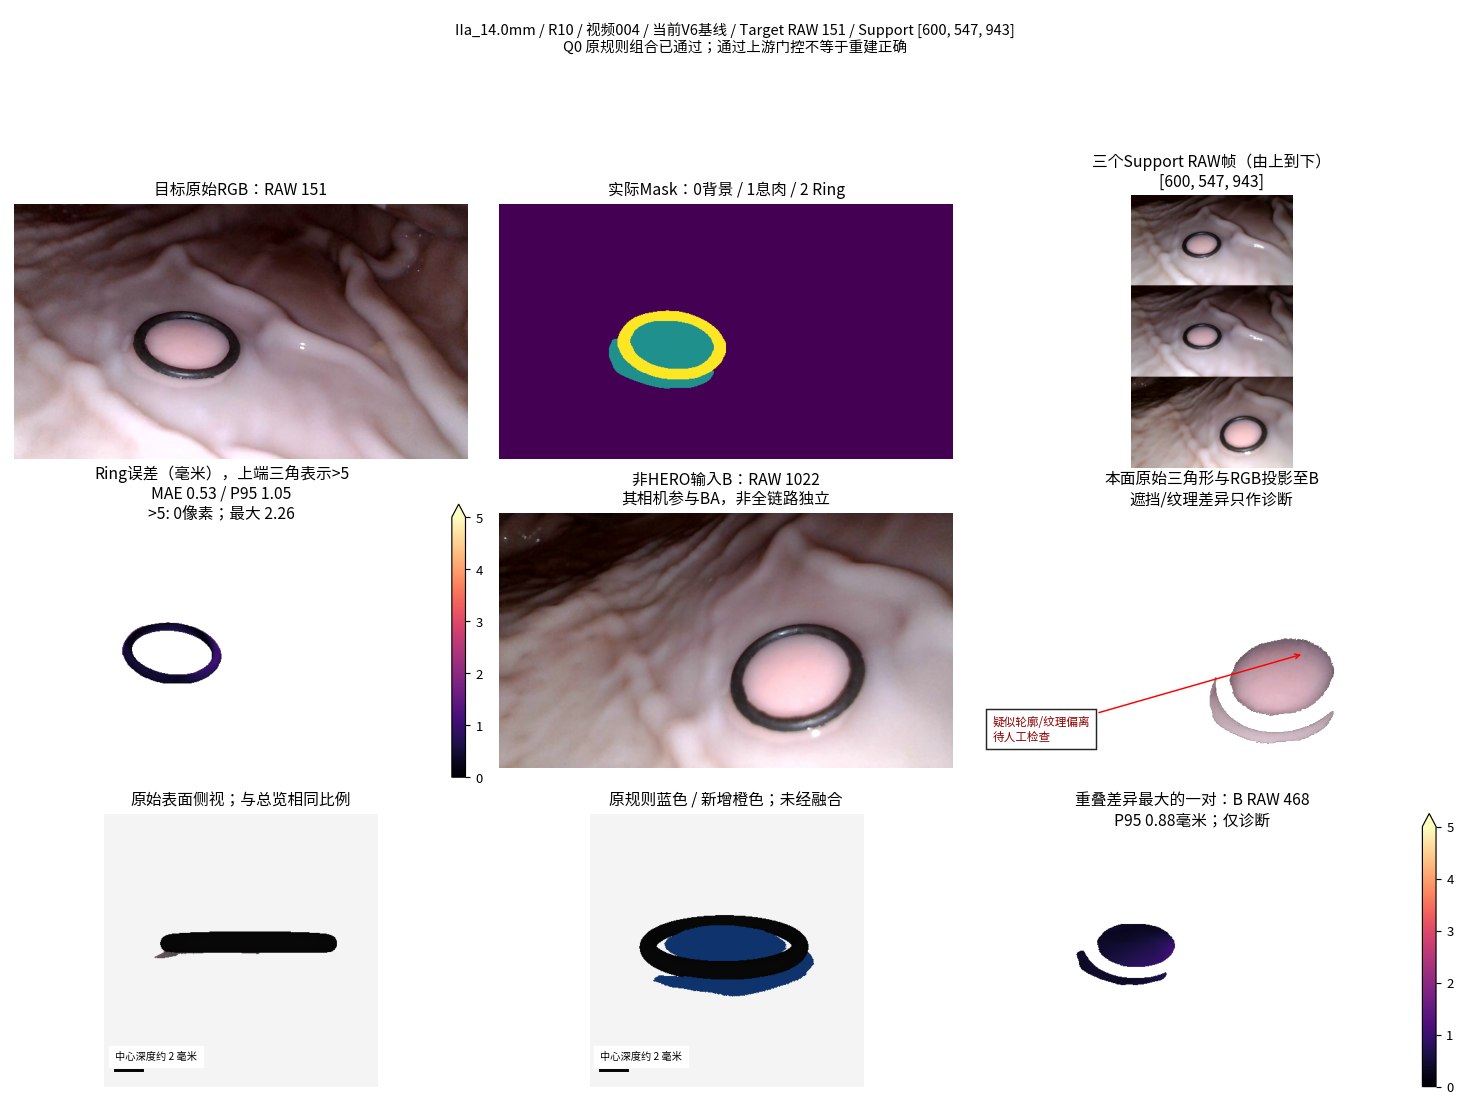 IIa_14.0mm / R10 / 视频004 / 当前V6基线 / Target RAW 151 / Support [600, 547, 943]
Q0 原规则组合已通过；通过上游门控不等于重建正确
目标原始RGB：RAW 151
实际Mask：0背景 / 1息肉 / 2 Ring
三个Support RAW帧（由上到下）
[600, 547, 943]
Ring误差（毫米），上端三角表示>5
MAE 0.53 / P95 1.05
>5: 0像素；最大 2.26
5
4
3
2
1
0
非HERO输入B：RAW 1022
其相机参与BA，非全链路独立
本面原始三角形与RGB投影至B
遮挡/纹理差异只作诊断
疑似轮廓/纹理偏离
待人工检查
原始表面侧视；与总览相同比例
中心深度约 2 毫米
原规则蓝色 / 新增橙色；未经融合
中心深度约 2 毫米
重叠差异最大的一对：B RAW 468
P95 0.88毫米；仅诊断
5
4
3
2
1
0